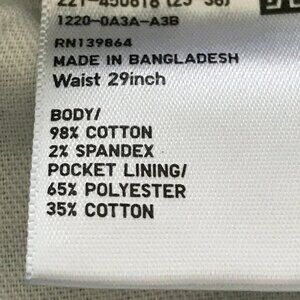 1220-0A3A-A3B
RN139864
MADE IN BANGLADESH
Waist 29inch
BODY/
98% COTTON
2% SPANDEX
POCKET LINING/
65% POLYESTER
35% COTTON